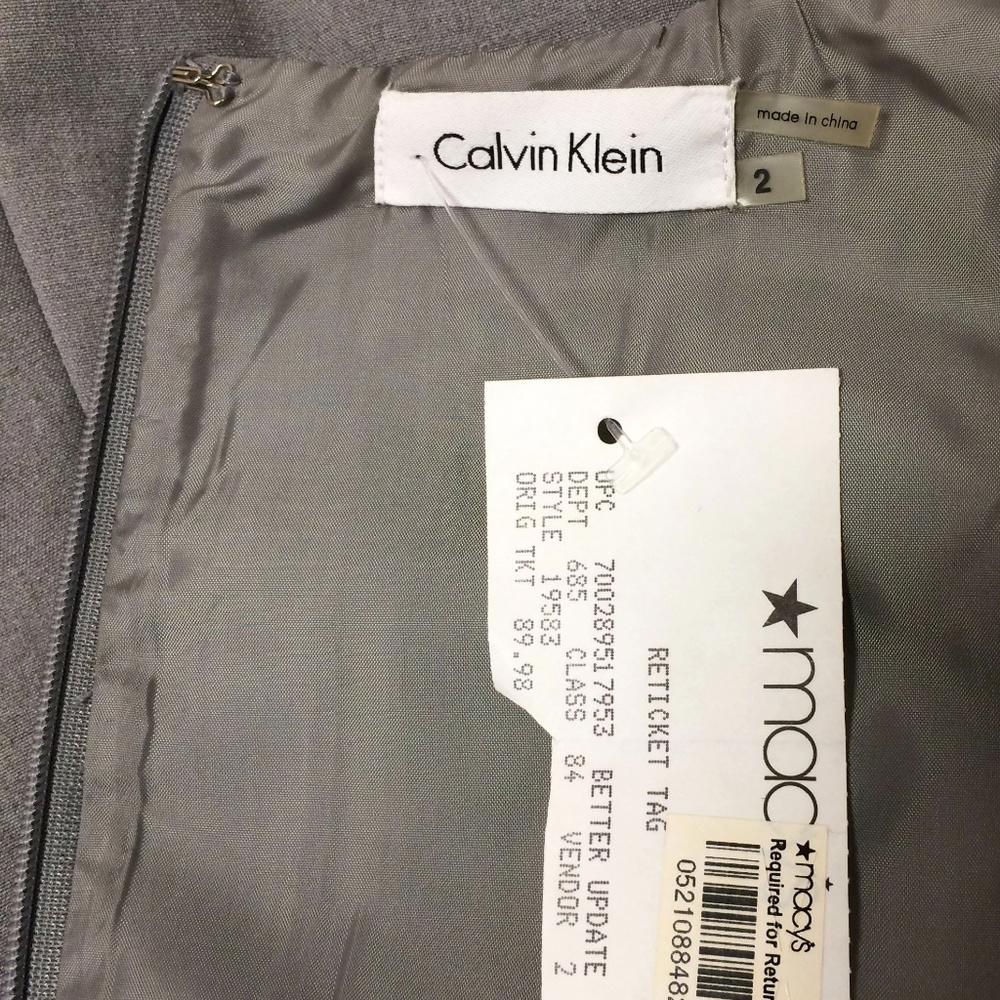 Calvin Klein
made in china
2
mac
RETICKET TAG
UPC 700289517953 BETTER UPDATE
DEPT 685 CLASS 84 VENDOR 2
STYLE 19583
ORIG TKT 89.98
macy's
Required for Retur
052108848